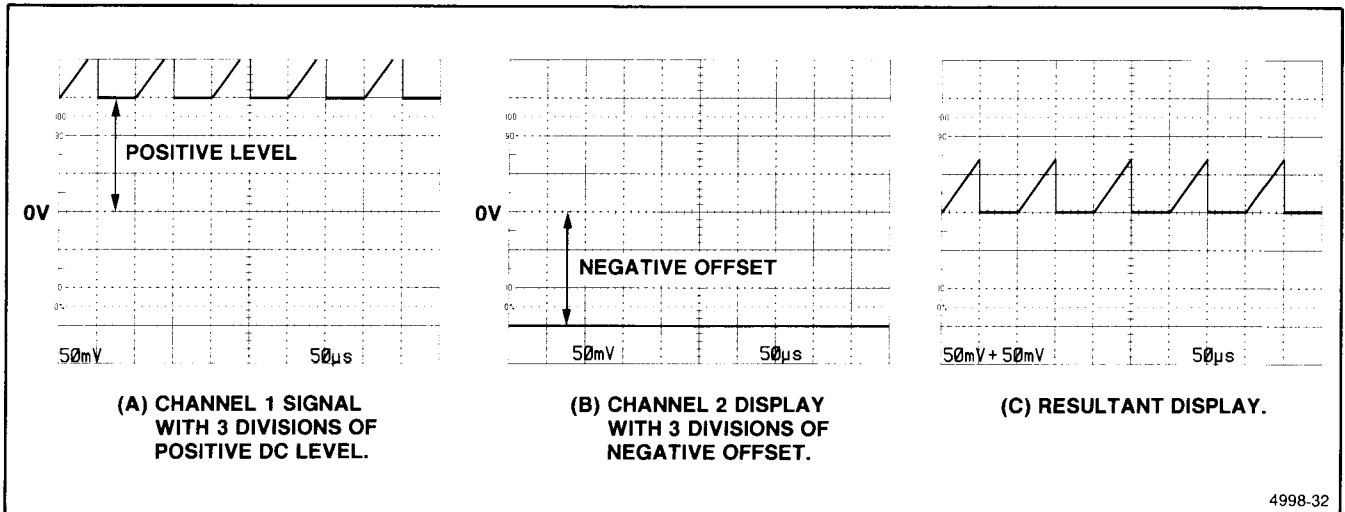 POSITIVE LEVEL
0V
50mV 50µs
(A) CHANNEL 1 SIGNAL
WITH 3 DIVISIONS OF
POSITIVE DC LEVEL.
0V
NEGATIVE OFFSET
50mV 50µs
(B) CHANNEL 2 DISPLAY
WITH 3 DIVISIONS OF
NEGATIVE OFFSET.
50mV+50mV 50µs
(C) RESULTANT DISPLAY.
4998-32